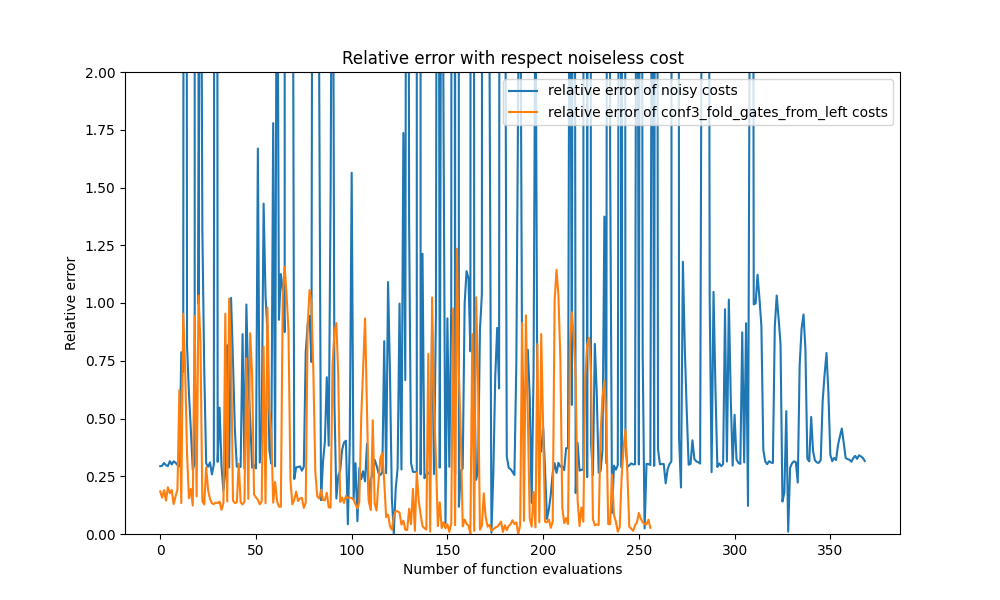 Relative error with respect noiseless cost
relative error of noisy costs
relative error of conf3_fold_gates_from_left costs
Relative error
2.00
1.75
1.50
1.25
1.00
0.75
0.50
0.25
0.00
0 50 100 150 200 250 300 350
Number of function evaluations